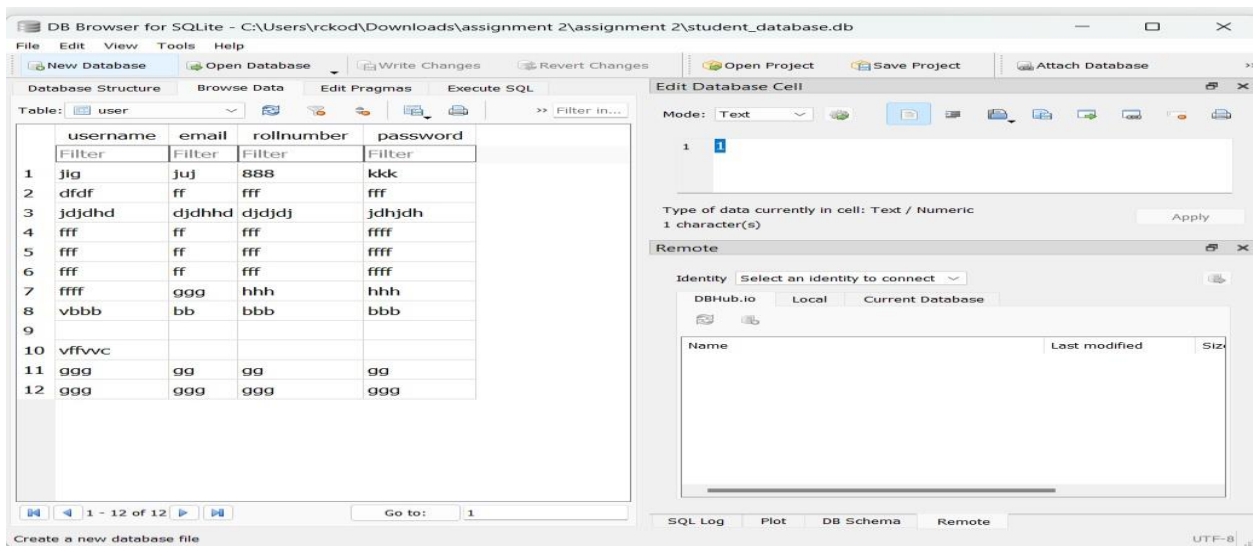 DB Browser for SQLite - C:\Users\rckod\Downloads\assignment 2\assignment 2\student_database.db
File Edit View Tools Help
New Database Open Database Write Changes Revert Changes Open Project Save Project Attach Database
Database Structure Browse Data Edit Pragmas Execute SQL
Table: user Filter in...
username email rollnumber password
Filter Filter Filter Filter
1 jig juj 888 kkk
2 dfdf ff fff fff
3 jdjdhd djdhhd djdjdj jdhjdh
4 fff ff fff ffff
5 fff ff fff ffff
6 fff ff fff ffff
7 ffff ggg hhh hhh
8 vbbb bb bbb bbb
9
10 vffvvc
11 ggg gg gg gg
12 ggg ggg ggg ggg
1 - 12 of 12 Go to: 1
Create a new database file
Edit Database Cell
Mode: Text
1 1
Type of data currently in cell: Text / Numeric
1 character(s)
Apply
Remote
Identity Select an identity to connect
DBHub.io Local Current Database
Name Last modified Size
SQL Log Plot DB Schema Remote
UTF-8